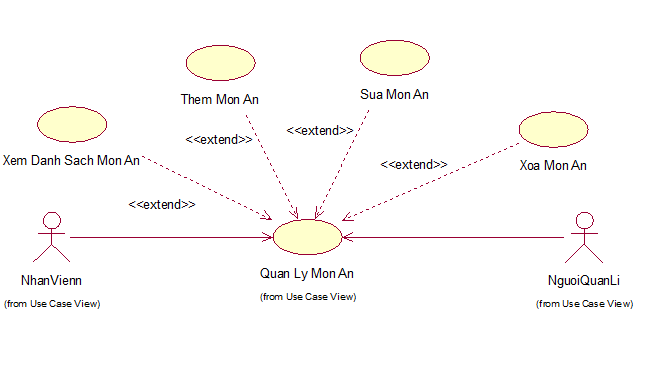 Sua Mon An
Them Mon An
<<extend>>
<<extend>>
Xem Danh Sach Mon An
<<extend>>
Xoa Mon An
<<extend>>
Quan Ly Mon An
(from Use Case View)
NhanVienn
(from Use Case View)
NguoiQuanLi
(from Use Case View)